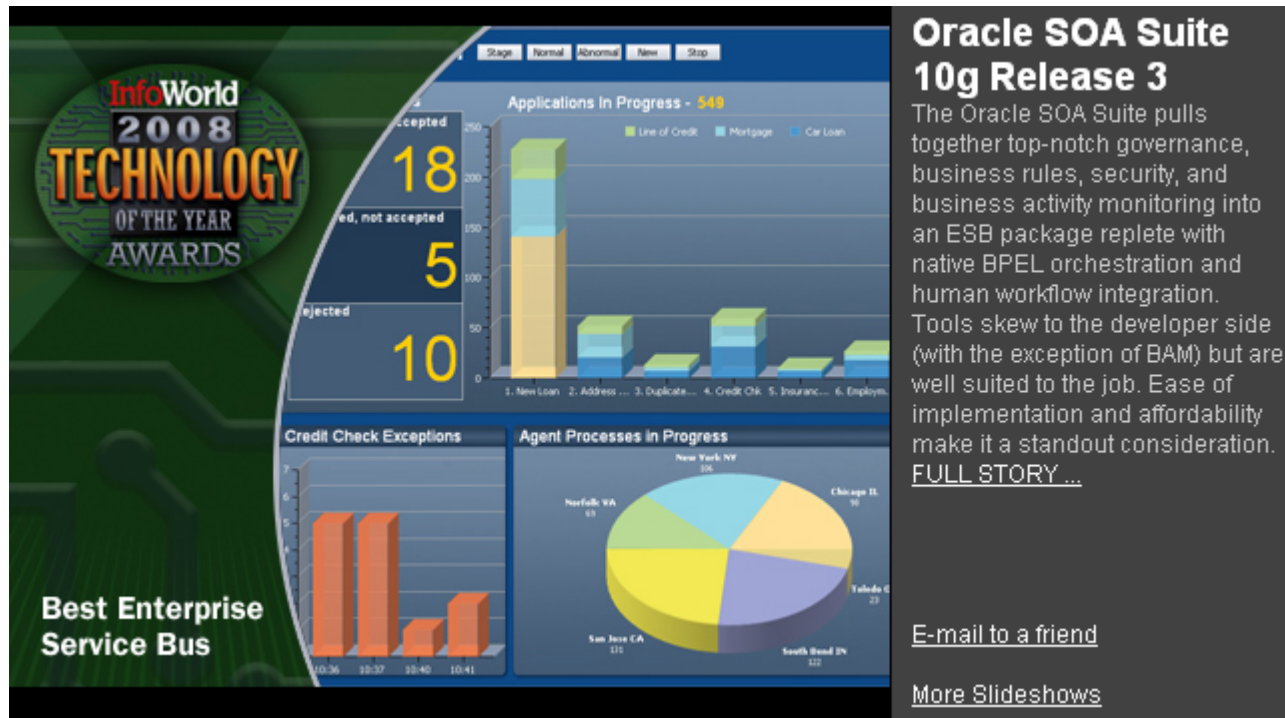 InfoWorld
2008
TECHNOLOGY
OF THE YEAR
AWARDS
Best Enterprise
Service Bus
Stage Normal Abnormal New Stop
accepted
18
ed, not accepted
5
ejected
10
Applications In Progress - 549
Line of Credit Mortgage Car Loan
250
200
150
100
50
0
1. New Loan 2. Address ... 3. Duplicate... 4. Credit Chk 5. Insuranc... 6. Employm.
Credit Check Exceptions
7
6
5
4
10:36 10:37 10:40 10:41
Agent Processes in Progress
New York NY
106
Chicago IL
Norfolk VA
Toledo O
23
San Jose CA
131
South Bend IN
122
Oracle SOA Suite
10g Release 3
The Oracle SOA Suite pulls
together top-notch governance,
business rules, security, and
business activity monitoring into
an ESB package replete with
native BPEL orchestration and
human workflow integration.
Tools skew to the developer side
(with the exception of BAM) but are
well suited to the job. Ease of
implementation and affordability
make it a standout consideration.
FULL STORY ...
E-mail to a friend
More Slideshows